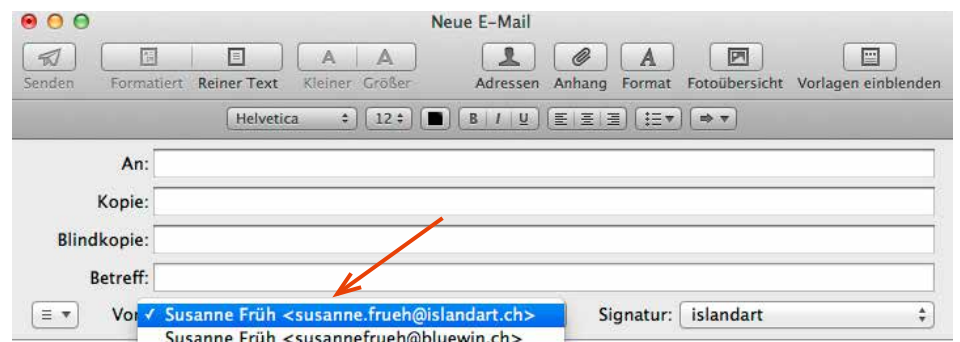 Neue E-Mail
Senden Formatiert Reiner Text Kleiner Größer Adressen Anhang Format Fotoübersicht Vorlagen einblenden
Helvetica 12 B I U
An:
Kopie:
Blindkopie:
Betreff:
Von ✓ Susanne Früh <susanne.frueh@islandart.ch> Signatur: islandart
Susanne Früh <susannefrueh@bluewin.ch>